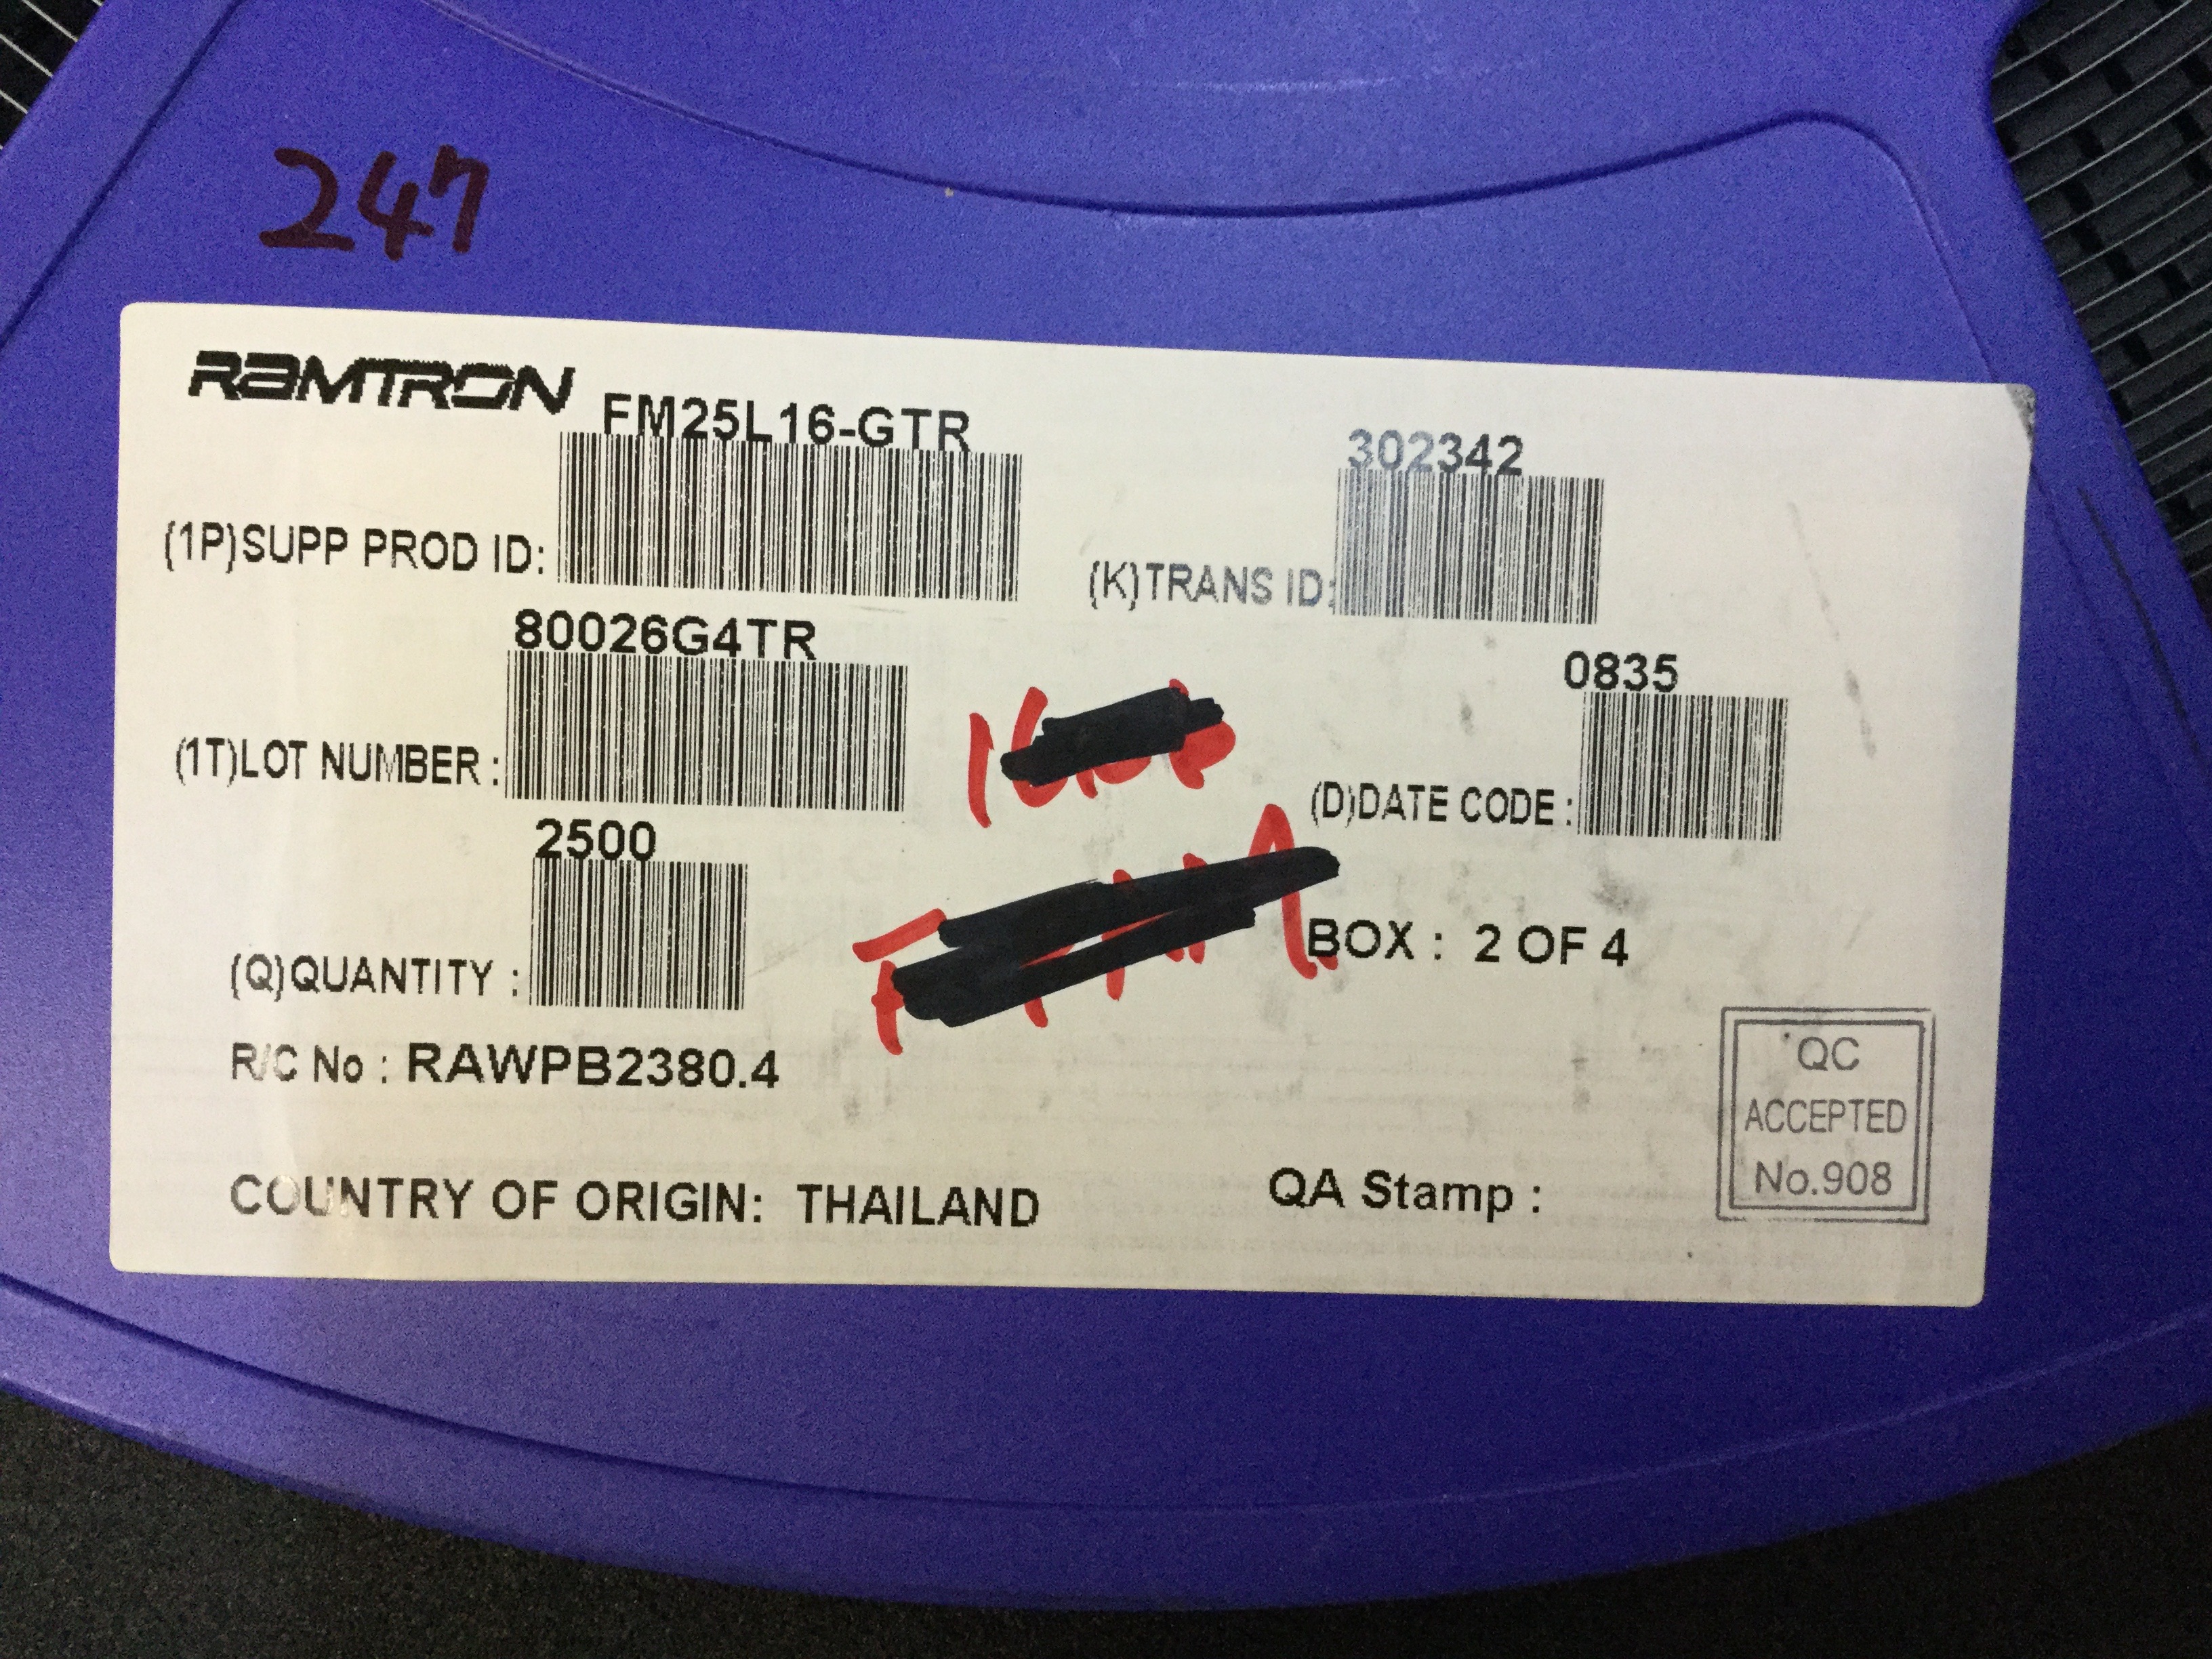 247
RAMTRON FM25L16-GTR
302342
(1P)SUPP PROD ID:
(K)TRANS ID:
80026G4TR
0835
(1T)LOT NUMBER :
(D)DATE CODE :
2500
(Q)QUANTITY :
BOX : 2 OF 4
R/C No : RAWPB2380.4
COUNTRY OF ORIGIN: THAILAND
QA Stamp :
QC
ACCEPTED
No.908